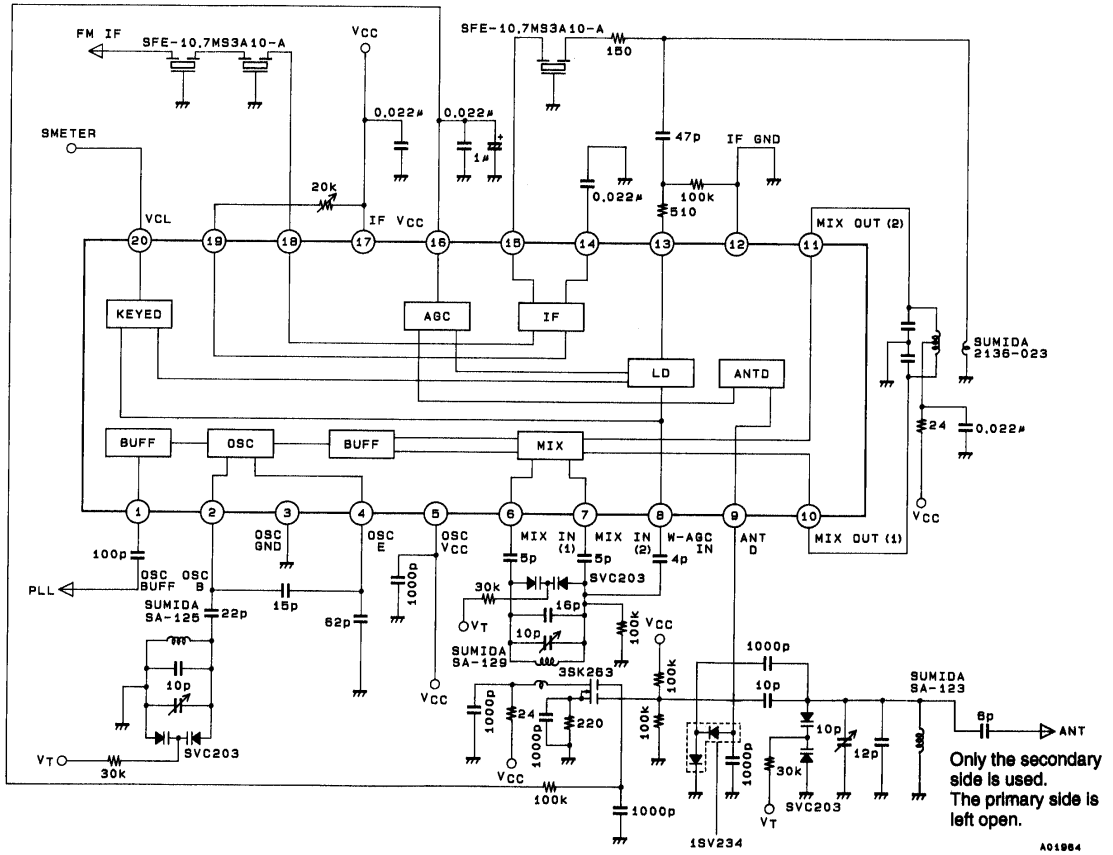 FM IF
SFE-10.7MS3A10-A
VCC
SFE-10.7MS3A10-A
150
SMETER
0.022μ
0.022μ
1μ
+
47p
IF GND
20k
0.022μ
100k
510
VCL
IF VCC
MIX OUT (2)
20
19
18
17
16
15
14
13
12
11
KEYED
AGC
IF
LD
ANTD
SUMIDA
2136-023
24
0.022μ
VCC
BUFF
OSC
BUFF
MIX
1
2
3
4
5
6
7
8
9
10
OSC BUFF
OSC B
OSC GND
OSC E
OSC VCC
MIX IN (1)
MIX IN (2)
W-AGC IN
ANT D
MIX OUT (1)
100p
PLL
SUMIDA
SA-125
22p
15p
62p
1000p
VCC
5p
5p
4p
SVC203
30k
VT
16p
10p
SUMIDA
SA-129
100k
VCC
100k
3SK263
1000p
24
VCC
1000p
220
100k
10p
SVC203
VT
30k
100k
1000p
1000p
10p
1000p
1SV234
10p
30k
SVC203
VT
12p
SUMIDA
SA-123
6p
ANT
Only the secondary
side is used.
The primary side is
left open.
A01984